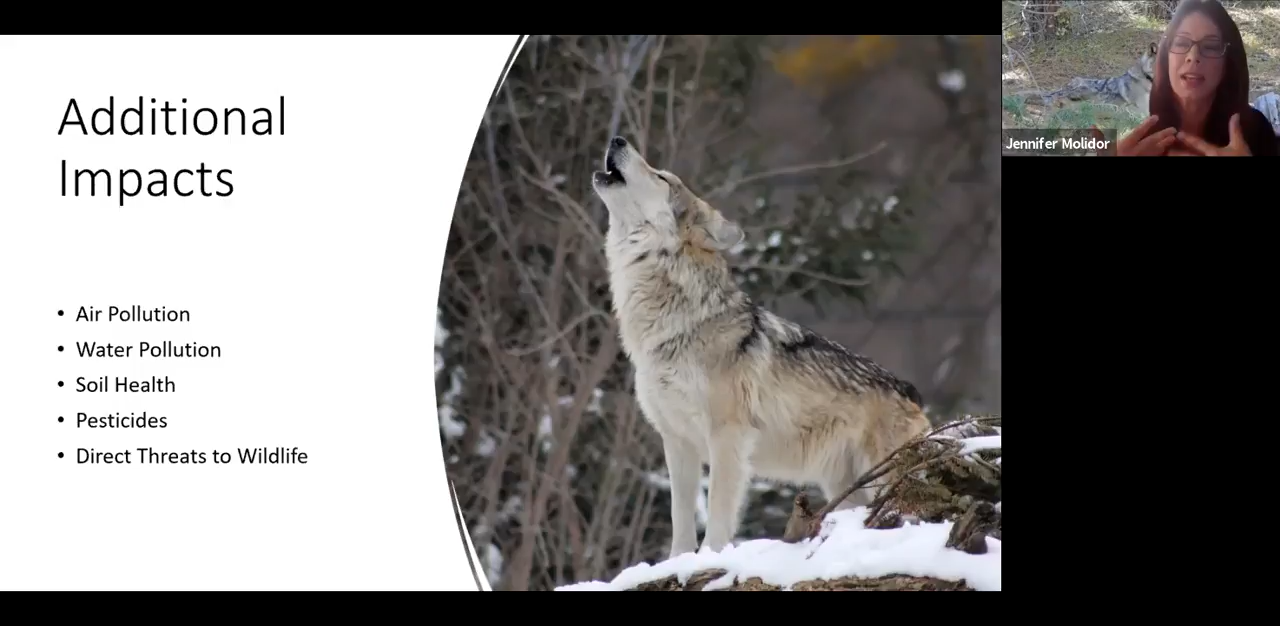 Additional
Impacts
• Air Pollution
• Water Pollution
• Soil Health
• Pesticides
• Direct Threats to Wildlife
Jennifer Molidor